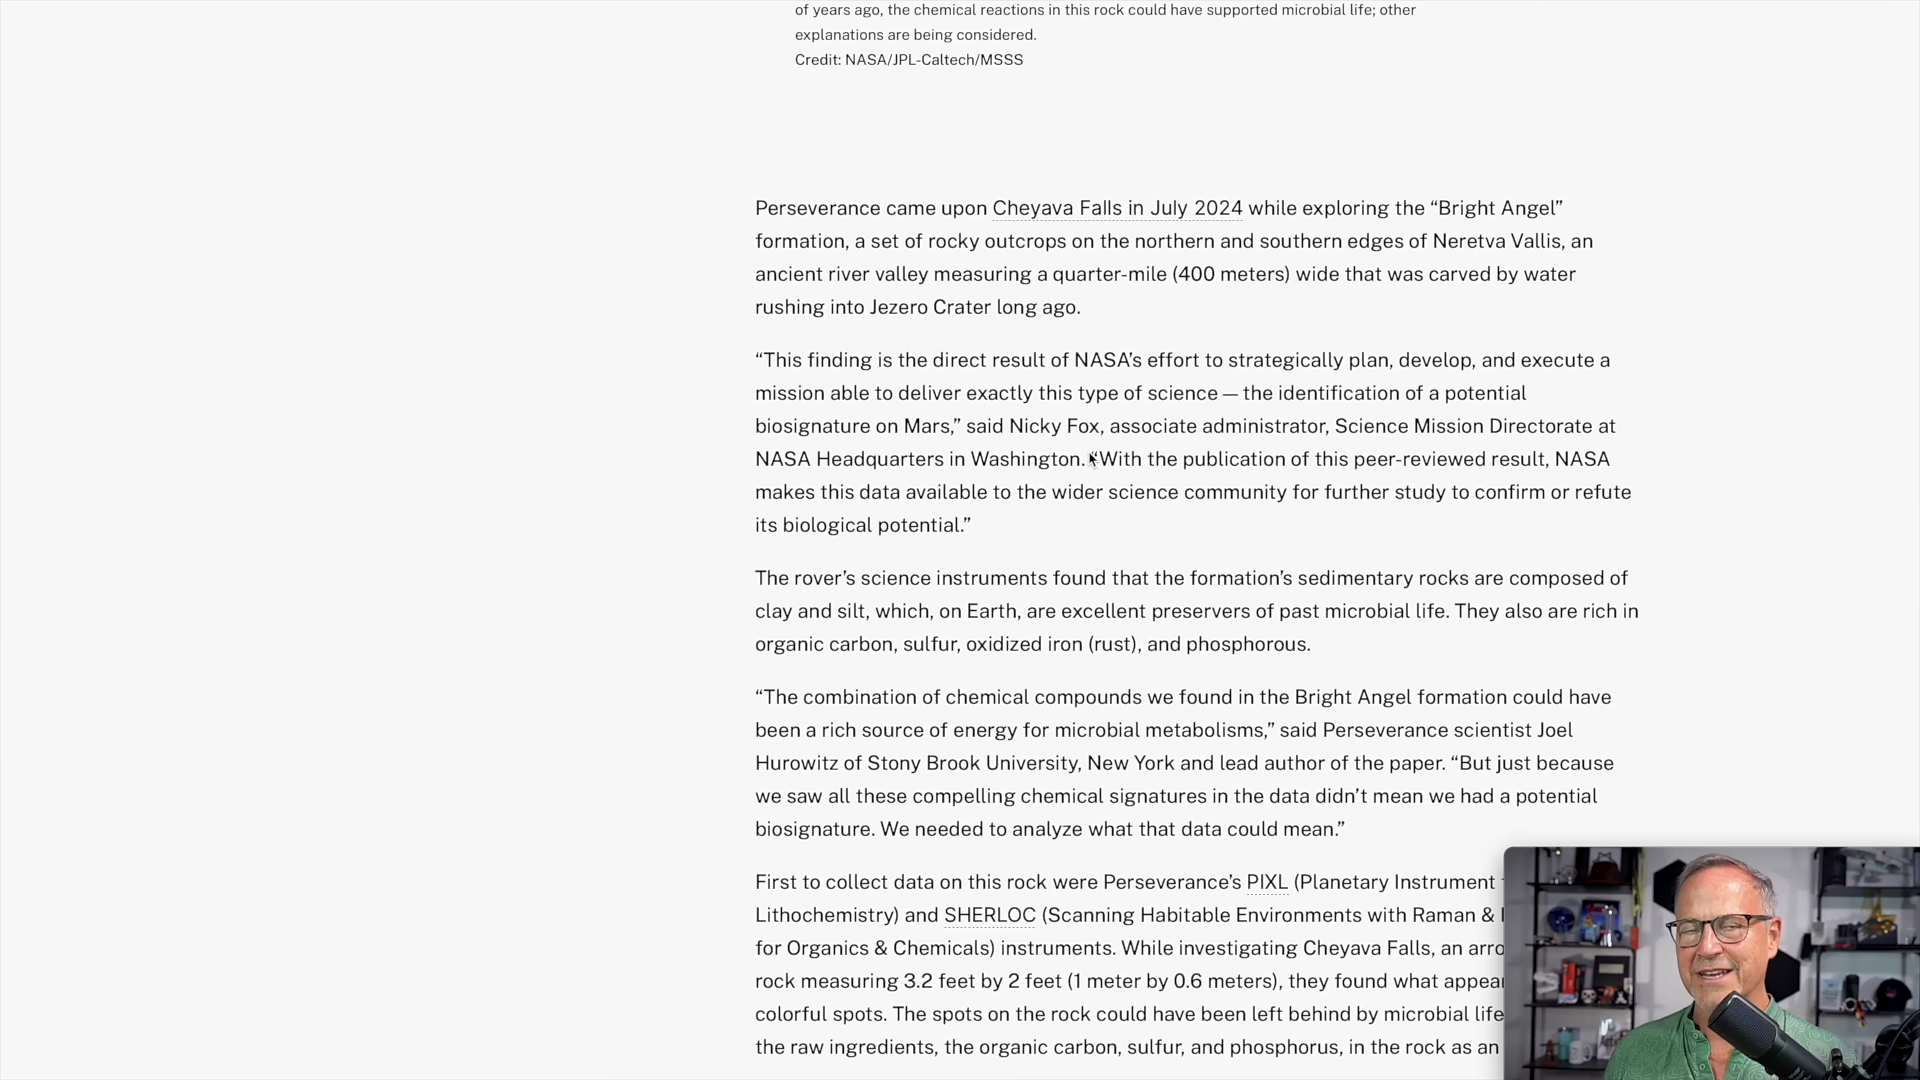 of years ago, the chemical reactions in this rock could have supported microbial life; other
explanations are being considered.
Credit: NASA/JPL-Caltech/MSSS
Perseverance came upon Cheyava Falls in July 2024 while exploring the “Bright Angel”
formation, a set of rocky outcrops on the northern and southern edges of Neretva Vallis, an
ancient river valley measuring a quarter-mile (400 meters) wide that was carved by water
rushing into Jezero Crater long ago.
“This finding is the direct result of NASA’s effort to strategically plan, develop, and execute a
mission able to deliver exactly this type of science — the identification of a potential
biosignature on Mars,” said Nicky Fox, associate administrator, Science Mission Directorate at
NASA Headquarters in Washington. “With the publication of this peer-reviewed result, NASA
makes this data available to the wider science community for further study to confirm or refute
its biological potential.”
The rover’s science instruments found that the formation’s sedimentary rocks are composed of
clay and silt, which, on Earth, are excellent preservers of past microbial life. They also are rich in
organic carbon, sulfur, oxidized iron (rust), and phosphorous.
“The combination of chemical compounds we found in the Bright Angel formation could have
been a rich source of energy for microbial metabolisms,” said Perseverance scientist Joel
Hurowitz of Stony Brook University, New York and lead author of the paper. “But just because
we saw all these compelling chemical signatures in the data didn’t mean we had a potential
biosignature. We needed to analyze what that data could mean.”
First to collect data on this rock were Perseverance’s PIXL (Planetary Instrument
Lithochemistry) and SHERLOC (Scanning Habitable Environments with Raman &
for Organics & Chemicals) instruments. While investigating Cheyava Falls, an
rock measuring 3.2 feet by 2 feet (1 meter by 0.6 meters), they found what
colorful spots. The spots on the rock could have been left behind by microbial life
the raw ingredients, the organic carbon, sulfur, and phosphorus, in the rock as an